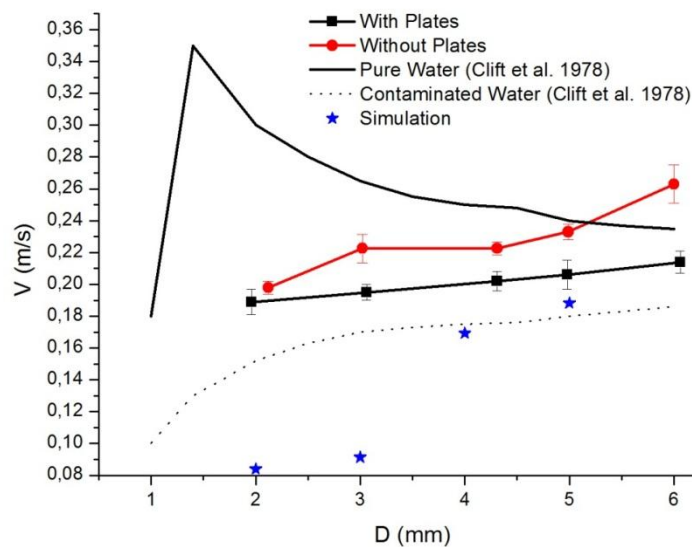 With Plates
Without Plates
Pure Water (Clift et al. 1978)
Contaminated Water (Clift et al. 1978)
Simulation
0,36
0,34
0,32
0,30
0,28
0,26
0,24
0,22
0,20
0,18
0,16
0,14
0,12
0,10
0,08
V (m/s)
1 2 3 4 5 6
D (mm)